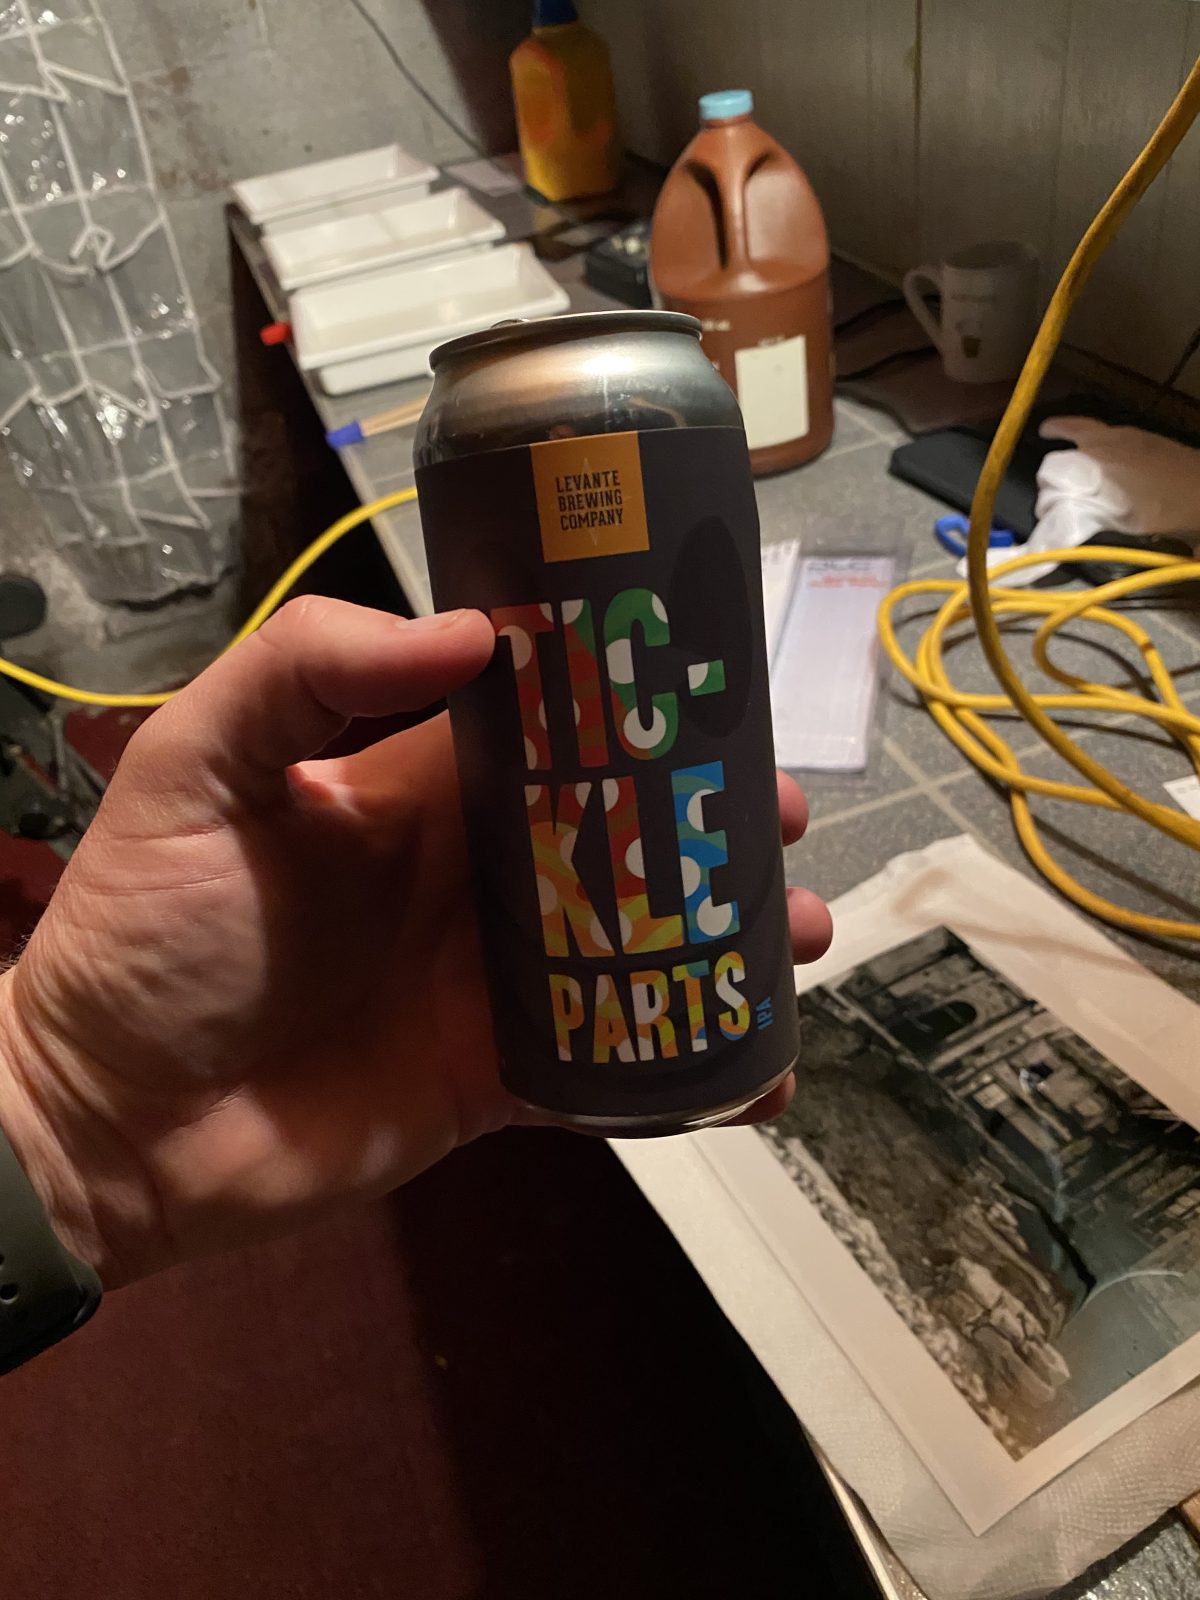 LEVANTE
BREWING
COMPANY
TIC-
KLE
PARTS
IPA